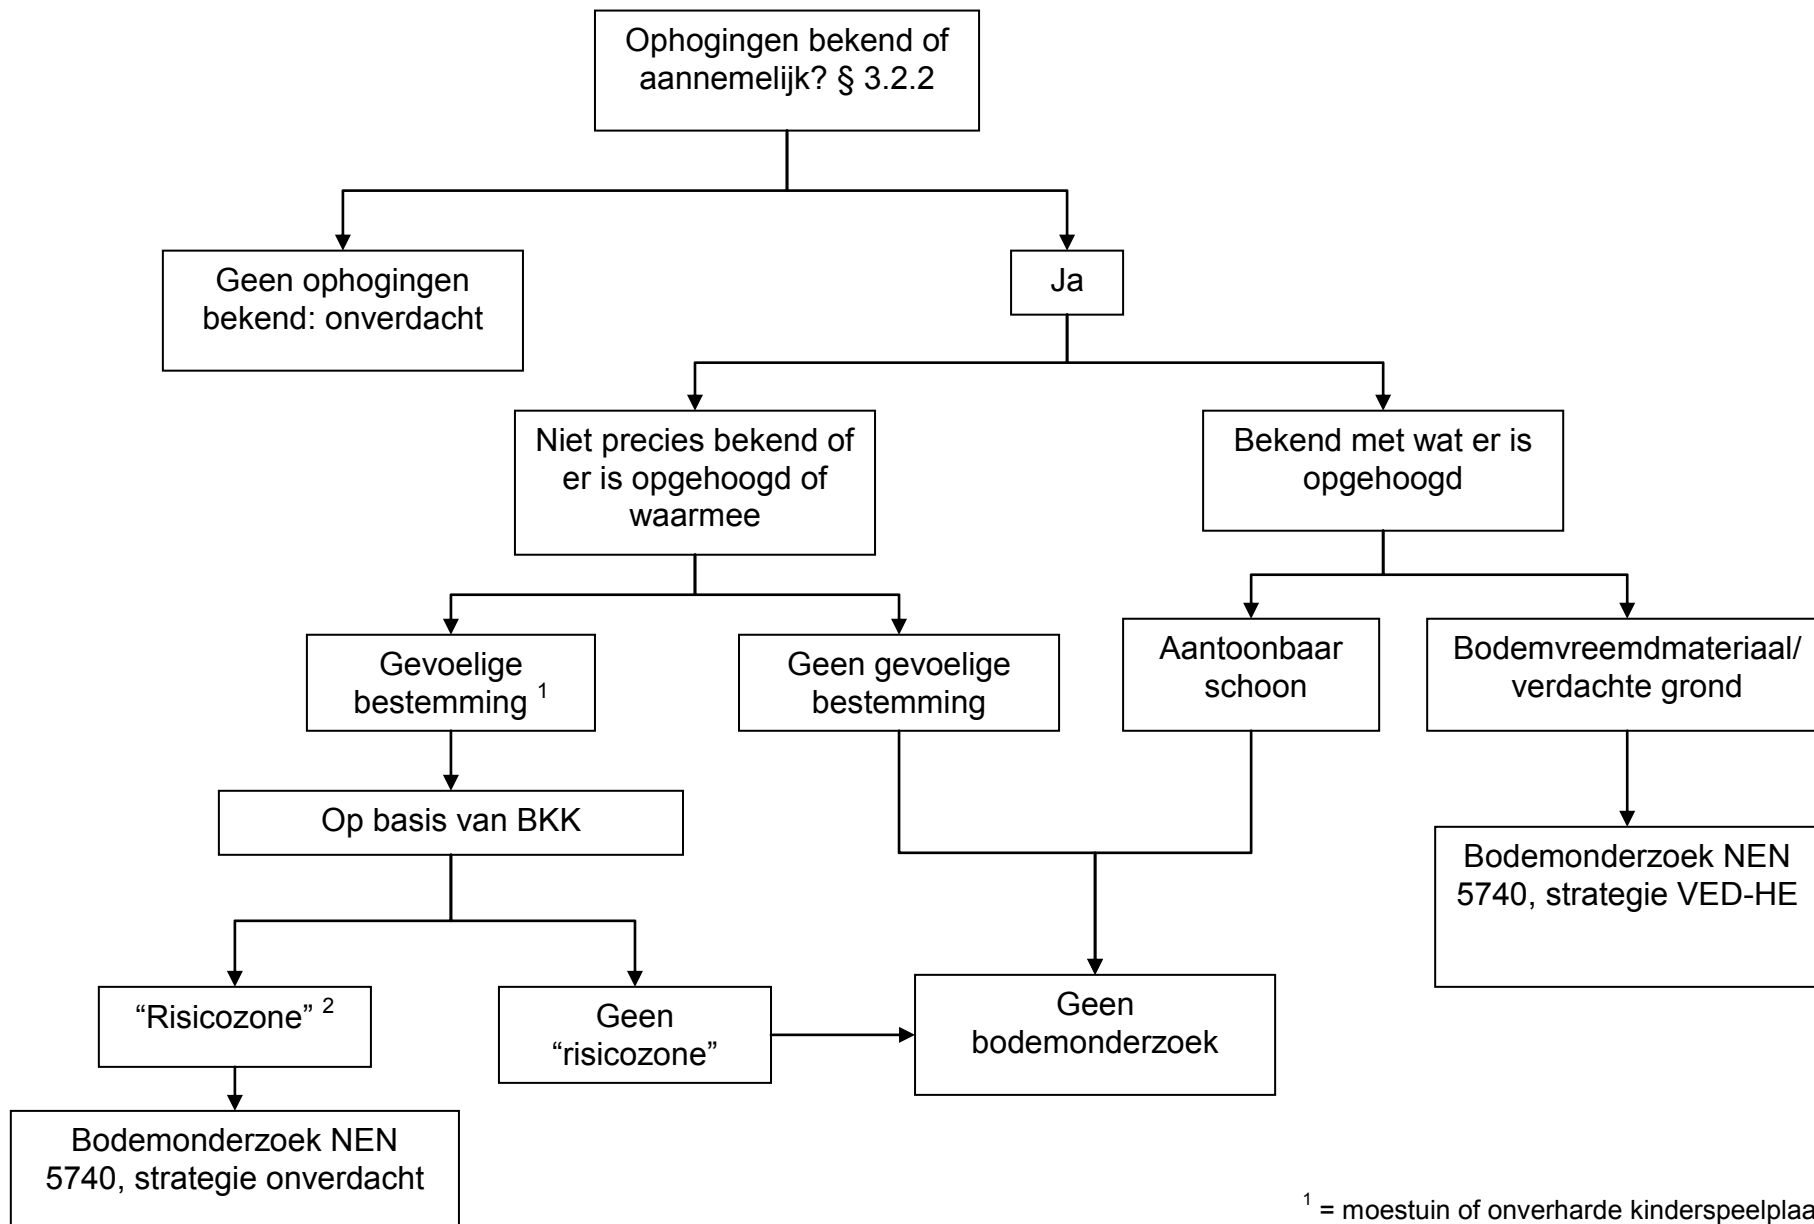 Ophogingen bekend of
aannemelijk? § 3.2.2
Geen ophogingen
bekend: onverdacht
Ja
Niet precies bekend of
er is opgehoogd of
waarmee
Bekend met wat er is
opgehoogd
Gevoelige
bestemming ¹
Geen gevoelige
bestemming
Aantoonbaar
schoon
Bodemvreemdmateriaal/
verdachte grond
Op basis van BKK
Bodemonderzoek NEN
5740, strategie VED-HE
“Risicozone” ²
Geen
“risicozone”
Geen
bodemonderzoek
Bodemonderzoek NEN
5740, strategie onverdacht
¹ = moestuin of onverharde kinderspeelplaa